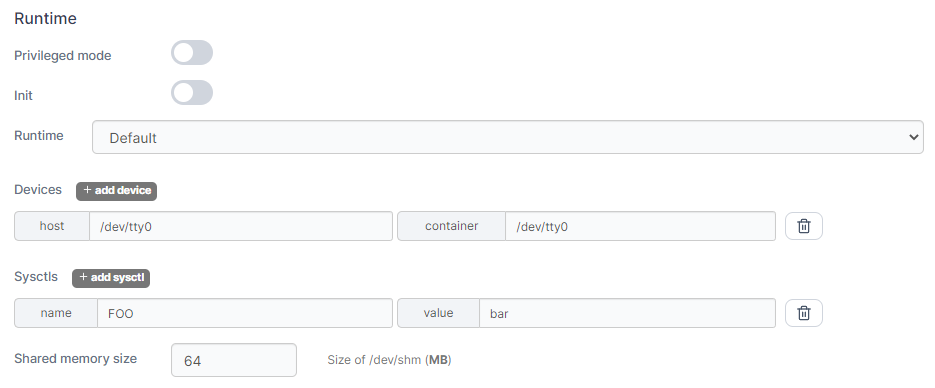 Runtime
Privileged mode
Init
Runtime Default
Devices + add device
host /dev/tty0 container /dev/tty0
Sysctls + add sysctl
name FOO value bar
Shared memory size 64 Size of /dev/shm (MB)